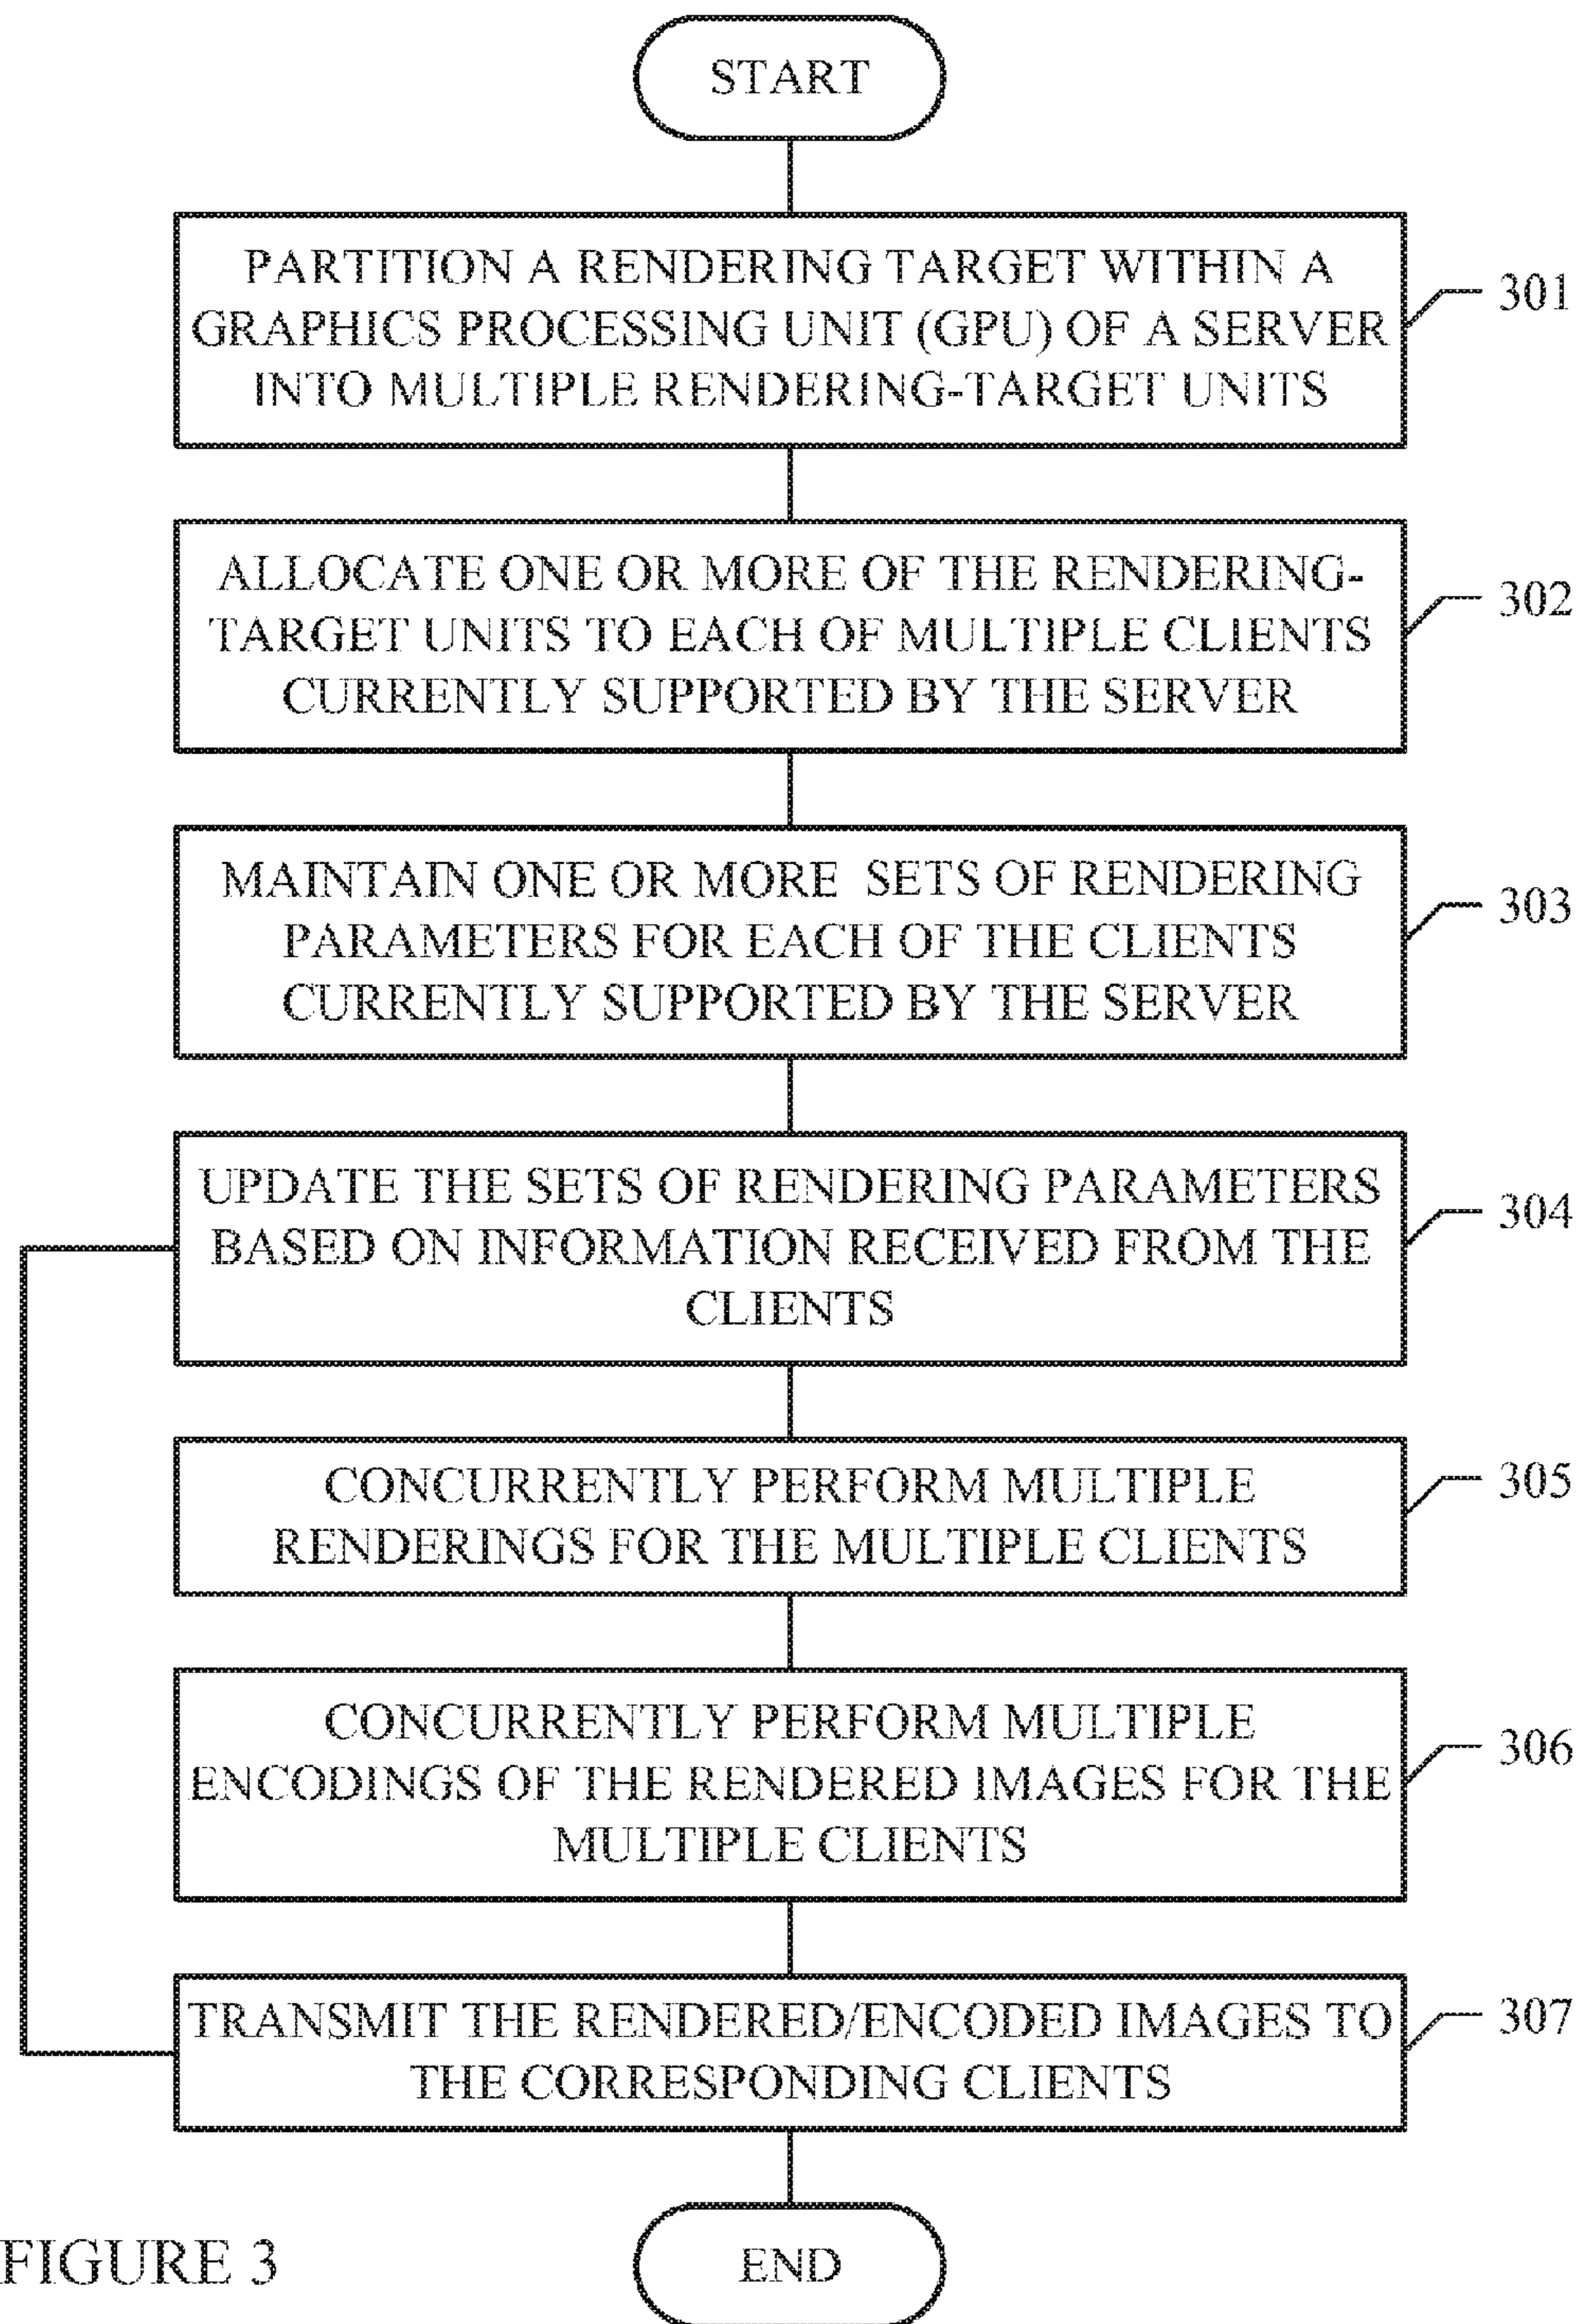 START
PARTITION A RENDERING TARGET WITHIN A
GRAPHICS PROCESSING UNIT (GPU) OF A SERVER
INTO MULTIPLE RENDERING-TARGET UNITS
301
ALLOCATE ONE OR MORE OF THE RENDERING-
TARGET UNITS TO EACH OF MULTIPLE CLIENTS
CURRENTLY SUPPORTED BY THE SERVER
302
MAINTAIN ONE OR MORE SETS OF RENDERING
PARAMETERS FOR EACH OF THE CLIENTS
CURRENTLY SUPPORTED BY THE SERVER
303
UPDATE THE SETS OF RENDERING PARAMETERS
BASED ON INFORMATION RECEIVED FROM THE
CLIENTS
304
CONCURRENTLY PERFORM MULTIPLE
RENDERINGS FOR THE MULTIPLE CLIENTS
305
CONCURRENTLY PERFORM MULTIPLE
ENCODINGS OF THE RENDERED IMAGES FOR THE
MULTIPLE CLIENTS
306
TRANSMIT THE RENDERED/ENCODED IMAGES TO
THE CORRESPONDING CLIENTS
307
FIGURE 3
END